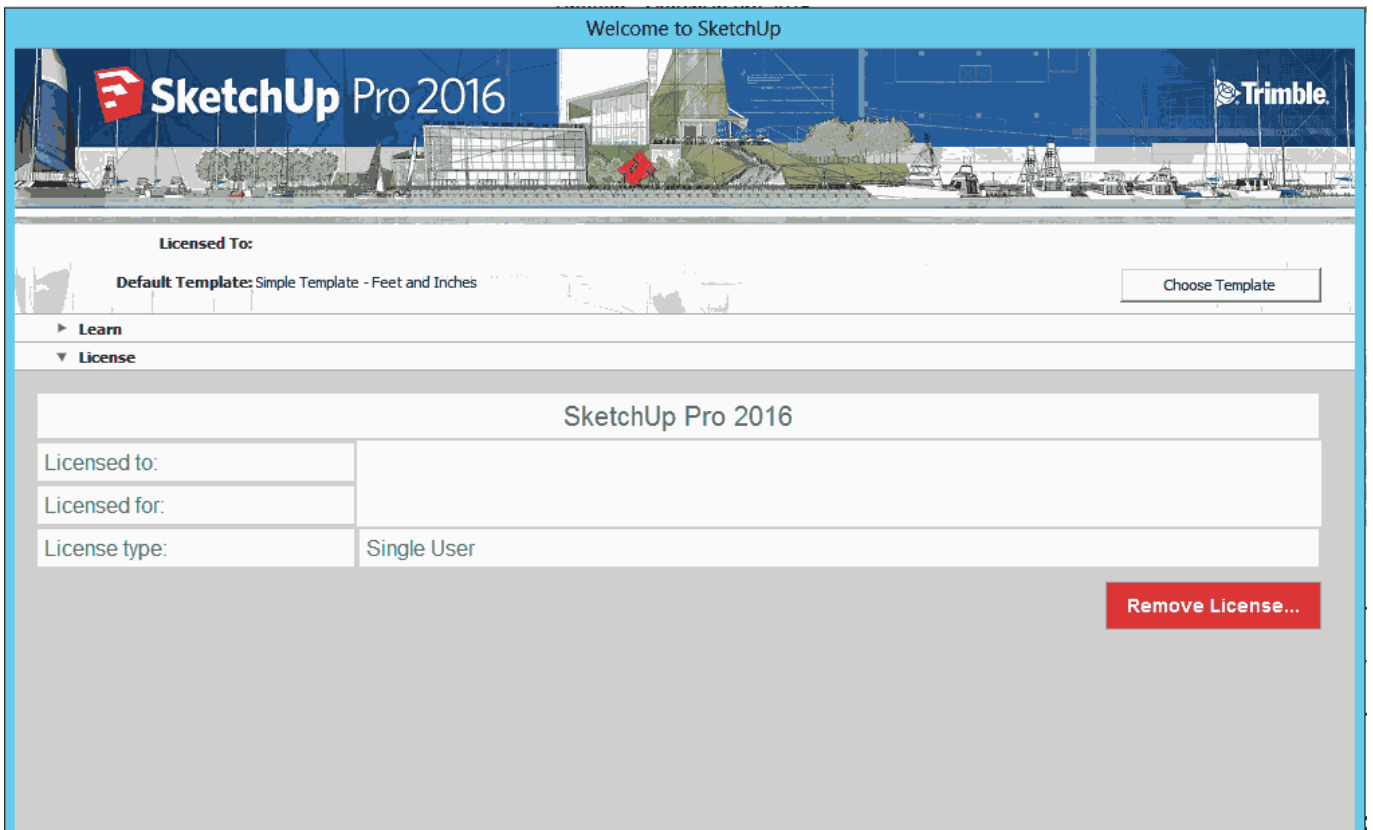 Welcome to SketchUp
SketchUp Pro 2016
Trimble.
Licensed To:
Default Template: Simple Template - Feet and Inches
Choose Template
Learn
License
SketchUp Pro 2016
Licensed to:
Licensed for:
License type: Single User
Remove License...